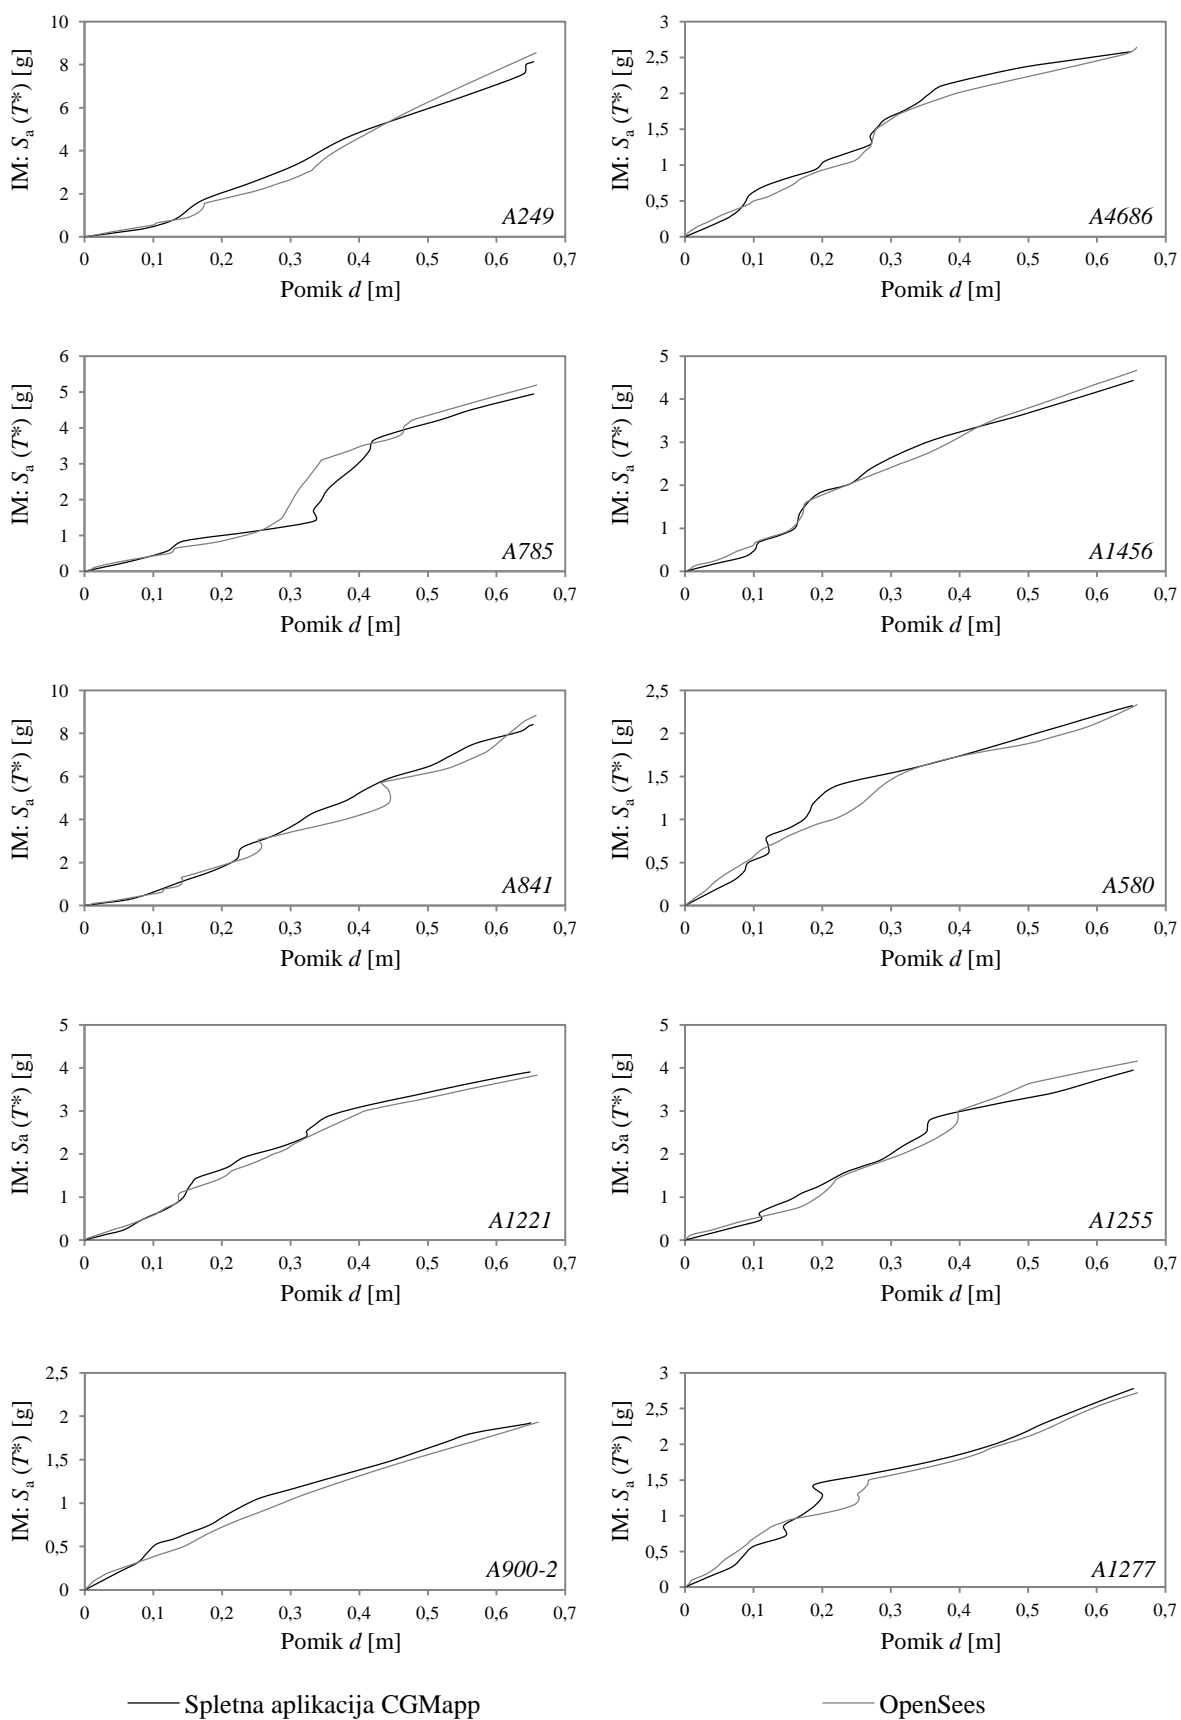 10
8
6
4
2
0
IM: Sa (T*) [g]
A249
0 0,1 0,2 0,3 0,4 0,5 0,6 0,7
Pomik d [m]
3
2,5
2
1,5
1
0,5
0
IM: Sa (T*) [g]
A4686
0 0,1 0,2 0,3 0,4 0,5 0,6 0,7
Pomik d [m]
6
5
4
3
2
1
0
IM: Sa (T*) [g]
A785
0 0,1 0,2 0,3 0,4 0,5 0,6 0,7
Pomik d [m]
5
4
3
2
1
0
IM: Sa (T*) [g]
A1456
0 0,1 0,2 0,3 0,4 0,5 0,6 0,7
Pomik d [m]
10
8
6
4
2
0
IM: Sa (T*) [g]
A841
0 0,1 0,2 0,3 0,4 0,5 0,6 0,7
Pomik d [m]
2,5
2
1,5
1
0,5
0
IM: Sa (T*) [g]
A580
0 0,1 0,2 0,3 0,4 0,5 0,6 0,7
Pomik d [m]
5
4
3
2
1
0
IM: Sa (T*) [g]
A1221
0 0,1 0,2 0,3 0,4 0,5 0,6 0,7
Pomik d [m]
5
4
3
2
1
0
IM: Sa (T*) [g]
A1255
0 0,1 0,2 0,3 0,4 0,5 0,6 0,7
Pomik d [m]
2,5
2
1,5
1
0,5
0
IM: Sa (T*) [g]
A900-2
0 0,1 0,2 0,3 0,4 0,5 0,6 0,7
Pomik d [m]
3
2,5
2
1,5
1
0,5
0
IM: Sa (T*) [g]
A1277
0 0,1 0,2 0,3 0,4 0,5 0,6 0,7
Pomik d [m]
Spletna aplikacija CGMapp
OpenSees